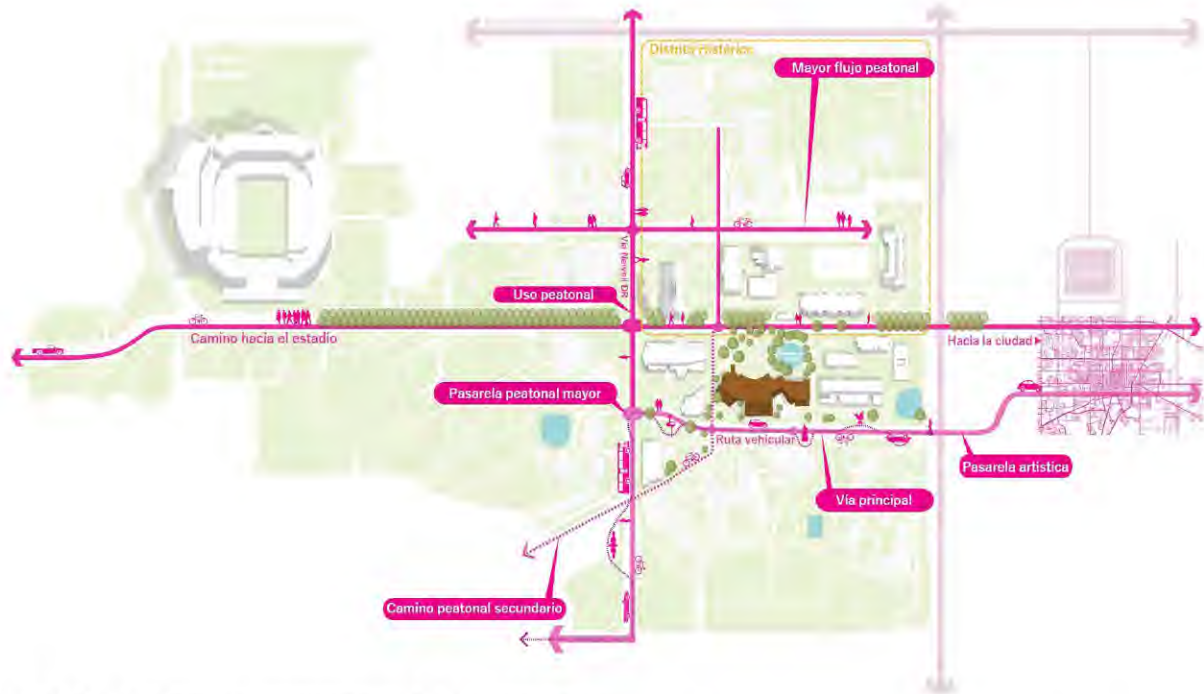 Distrito Histórico
Mayor flujo peatonal
Vía Newell DR
Uso peatonal
Camino hacia el estadio
Hacia la ciudad
Pasarela peatonal mayor
Ruta vehicular
Pasarela artística
Vía principal
Camino peatonal secundario